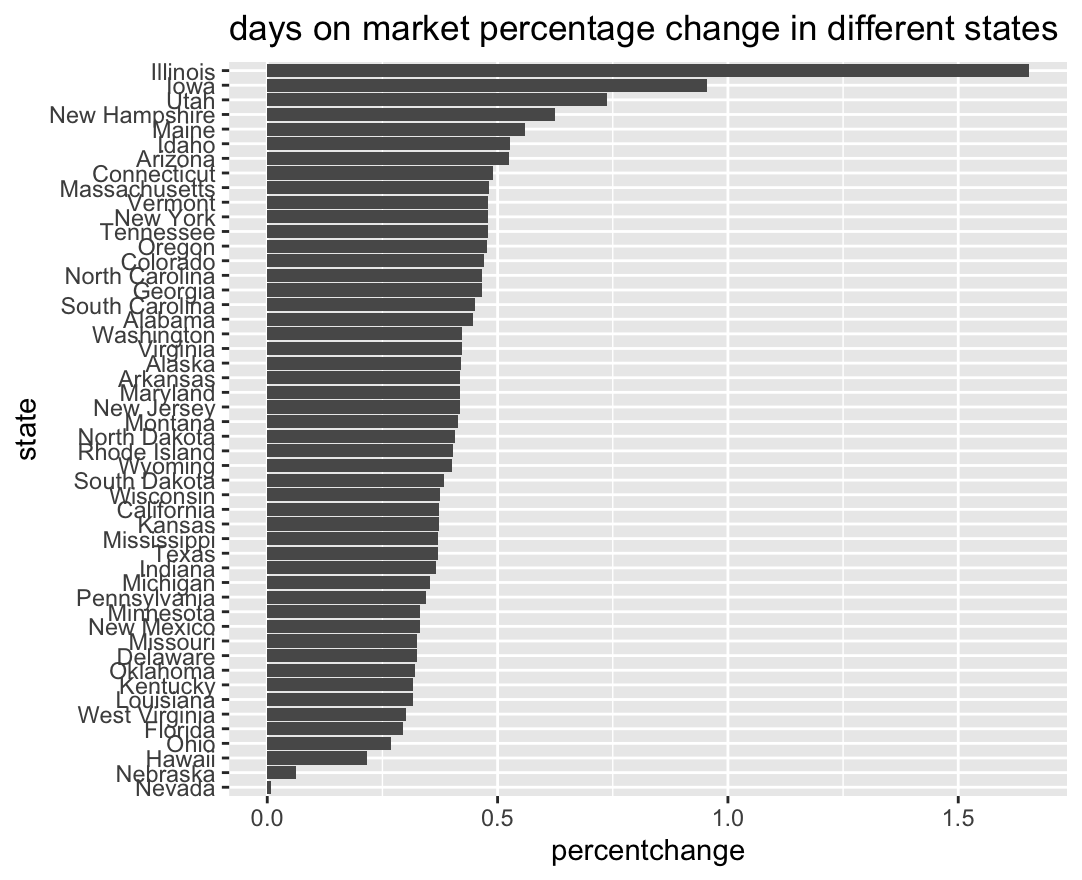 days on market percentage change in different states
Illinois
Iowa
Utah
New Hampshire
Maine
Idaho
Arizona
Connecticut
Massachusetts
Vermont
New York
Tennessee
Oregon
Colorado
North Carolina
Georgia
South Carolina
Alabama
Washington
Virginia
Alaska
Arkansas
Maryland
New Jersey
Montana
North Dakota
Rhode Island
Wyoming
South Dakota
Wisconsin
California
Kansas
Mississippi
Texas
Indiana
Michigan
Pennsylvania
Minnesota
New Mexico
Missouri
Delaware
Oklahoma
Kentucky
Louisiana
West Virginia
Florida
Ohio
Hawaii
Nebraska
Nevada
state
0.0 0.5 1.0 1.5
percentchange